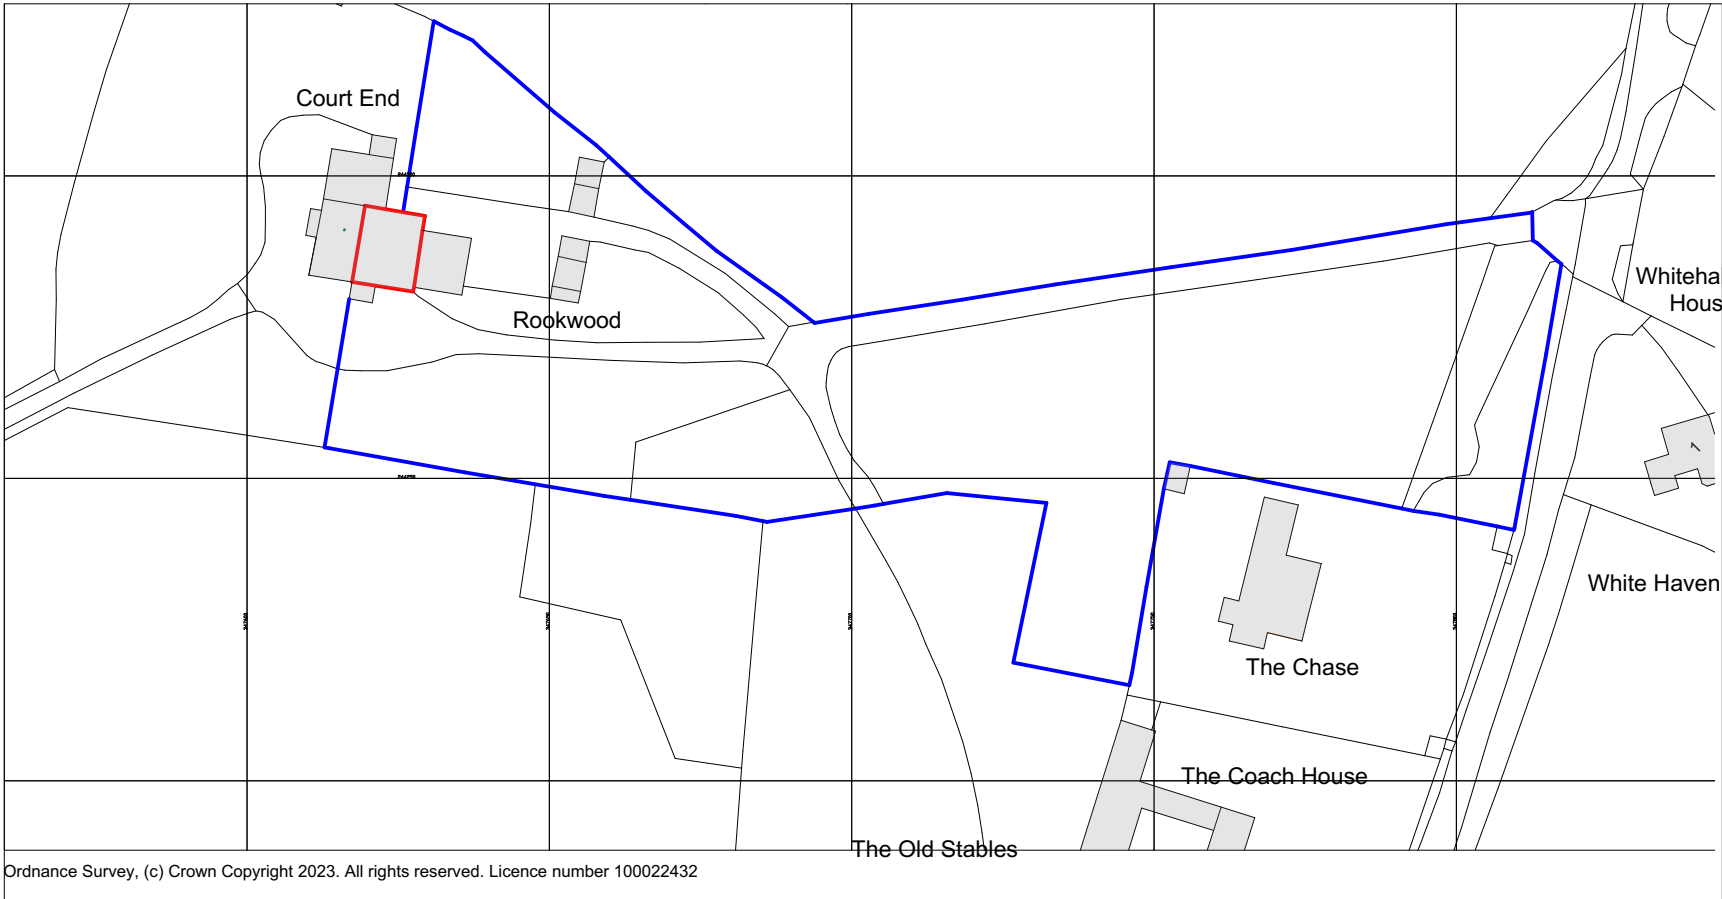 Court End
Rookwood
Whiteha
Hous
White Haven
The Chase
The Coach House
The Old Stables
Ordnance Survey, (c) Crown Copyright 2023. All rights reserved. Licence number 100022432